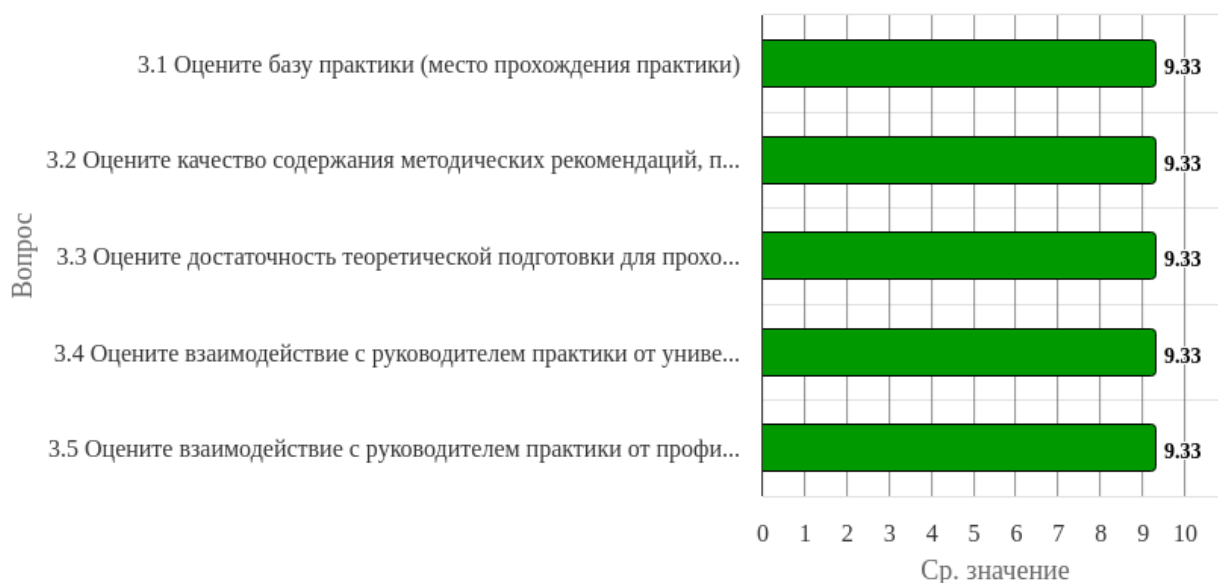 3.1 Оцените базу практики (место прохождения практики)
9.33
3.2 Оцените качество содержания методических рекомендаций, п...
9.33
3.3 Оцените достаточность теоретической подготовки для прохо...
9.33
3.4 Оцените взаимодействие с руководителем практики от униве...
9.33
3.5 Оцените взаимодействие с руководителем практики от профи...
9.33
Вопрос
0 1 2 3 4 5 6 7 8 9 10
Ср. значение